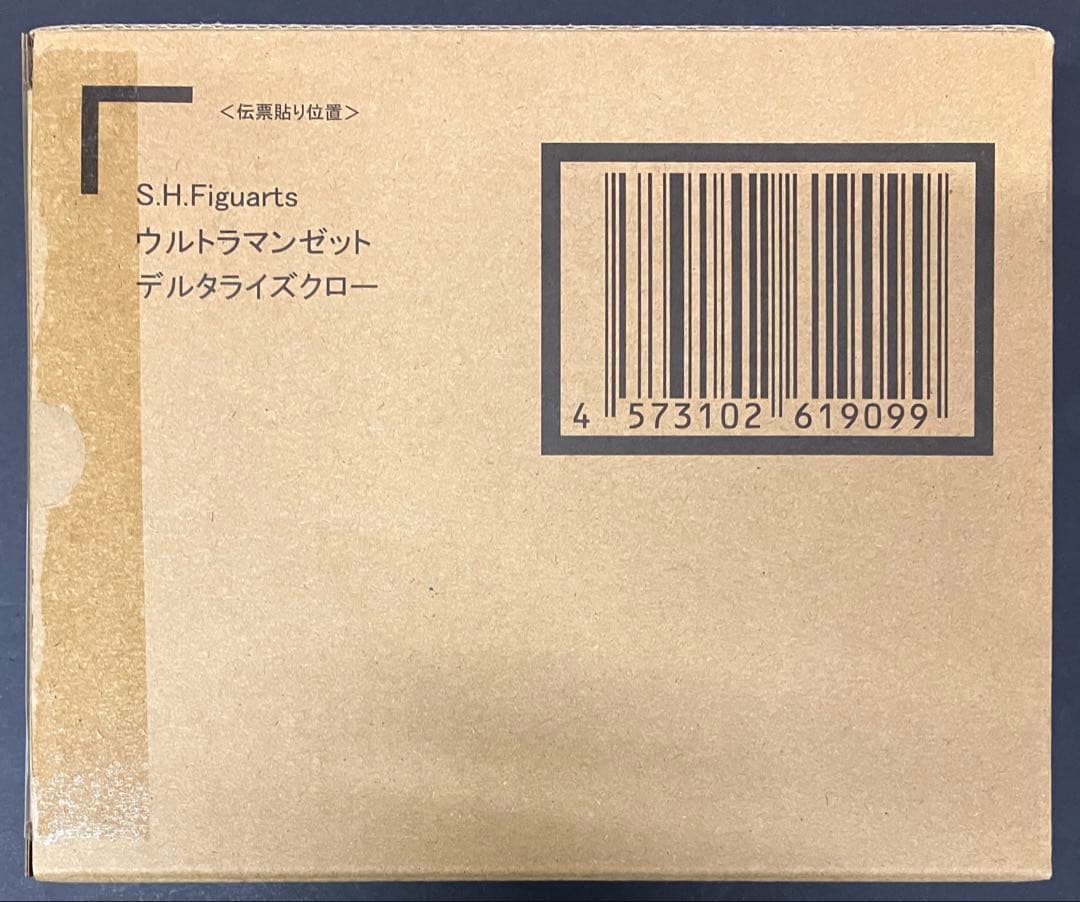 ＜伝票貼り位置＞
S.H.Figuarts
ウルトラマンゼット
デルタライズクロー
4 573102 619099